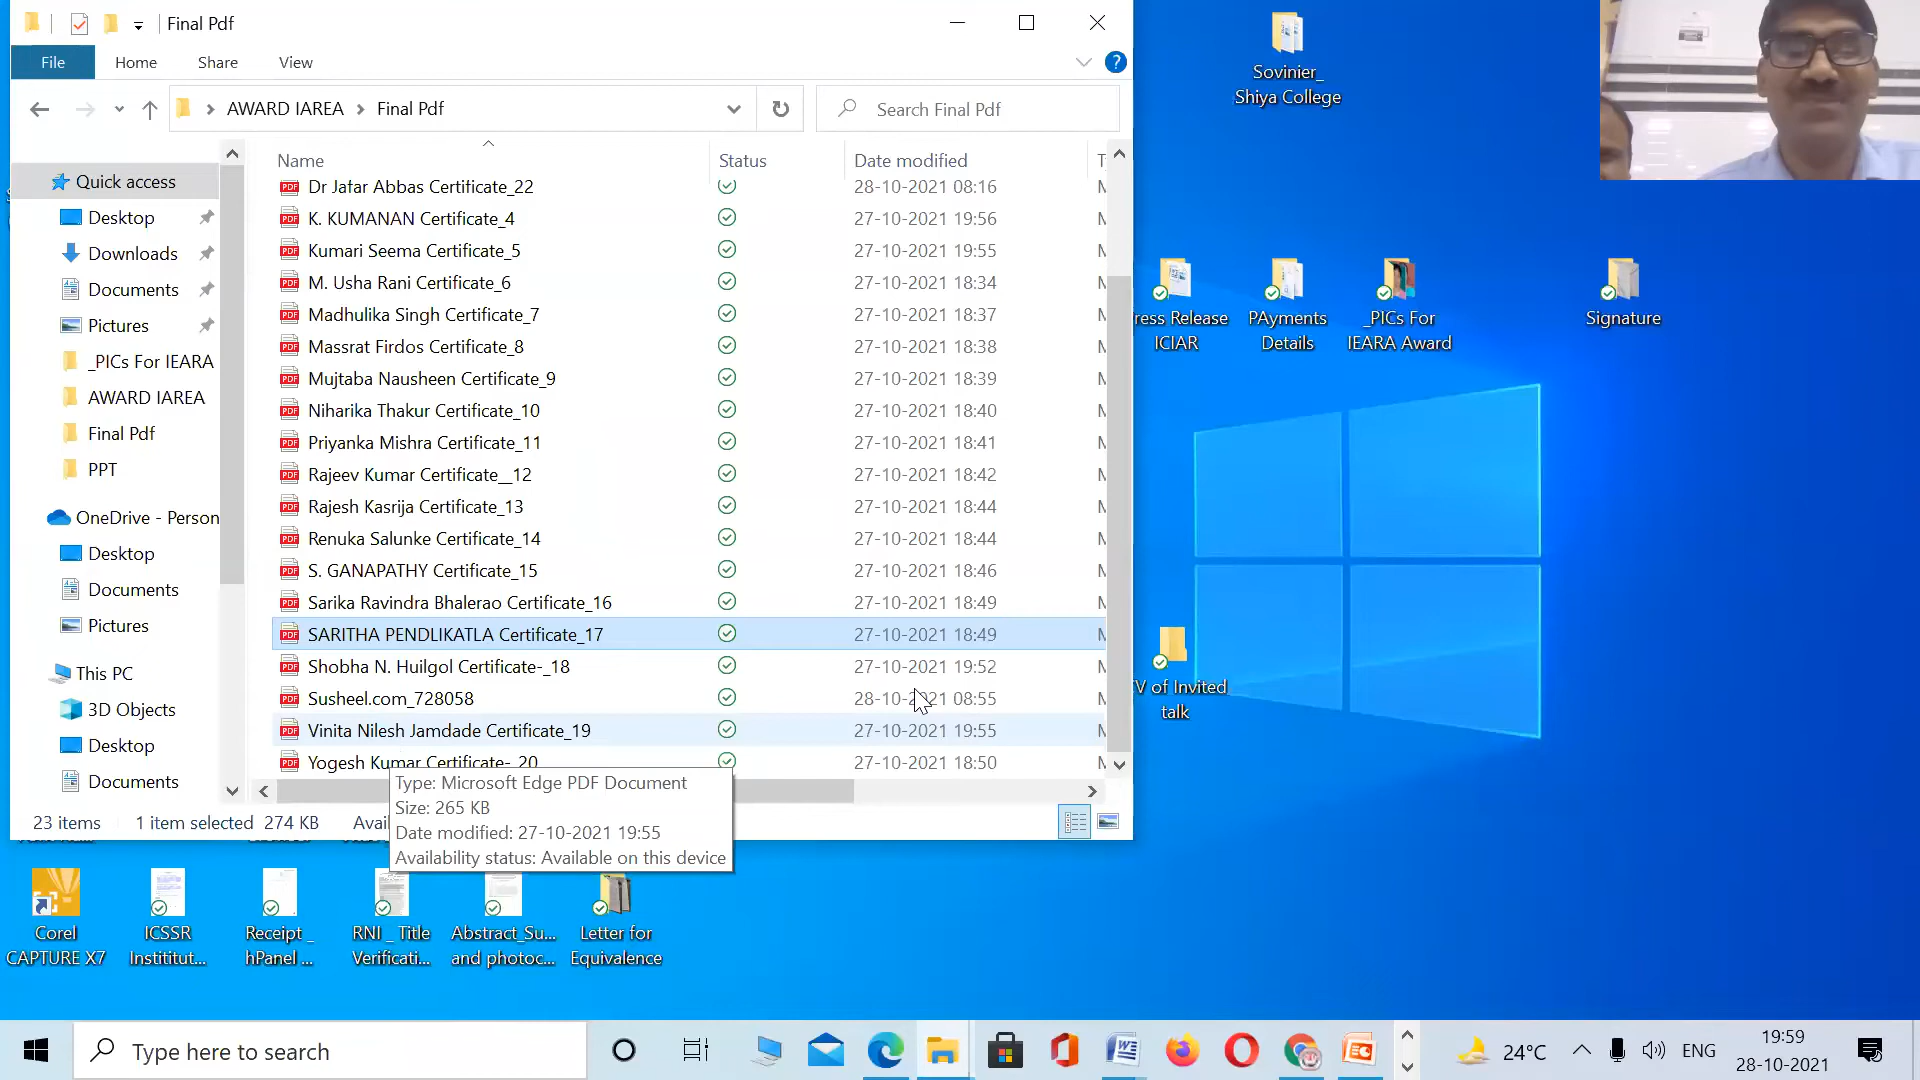 Final Pdf
File Home Share View
AWARD IAREA > Final Pdf
Search Final Pdf
Name Status Date modified
Quick access
Desktop
Downloads
Documents
Pictures
_PICs For IEARA
AWARD IAREA
Final Pdf
PPT
OneDrive - Person
Desktop
Documents
Pictures
This PC
3D Objects
Desktop
Documents
Dr Jafar Abbas Certificate_22 28-10-2021 08:16
K. KUMANAN Certificate_4 27-10-2021 19:56
Kumari Seema Certificate_5 27-10-2021 19:55
M. Usha Rani Certificate_6 27-10-2021 18:34
Madhulika Singh Certificate_7 27-10-2021 18:37
Massrat Firdos Certificate_8 27-10-2021 18:38
Mujtaba Nausheen Certificate_9 27-10-2021 18:39
Niharika Thakur Certificate_10 27-10-2021 18:40
Priyanka Mishra Certificate_11 27-10-2021 18:41
Rajeev Kumar Certificate__12 27-10-2021 18:42
Rajesh Kasrija Certificate_13 27-10-2021 18:44
Renuka Salunke Certificate_14 27-10-2021 18:44
S. GANAPATHY Certificate_15 27-10-2021 18:46
Sarika Ravindra Bhalerao Certificate_16 27-10-2021 18:49
SARITHA PENDLIKATLA Certificate_17 27-10-2021 18:49
Shobha N. Huilgol Certificate-_18 27-10-2021 19:52
Susheel.com_728058 28-10-2021 08:55
Vinita Nilesh Jamdade Certificate_19 27-10-2021 19:55
Yogesh Kumar Certificate-_20 27-10-2021 18:50
Type: Microsoft Edge PDF Document
Size: 265 KB
Date modified: 27-10-2021 19:55
Availability status: Available on this device
23 items 1 item selected 274 KB Avail
Sovinier_
Shiya College
ress Release
ICIAR
PAyments
Details
_PICs For
IEARA Award
Signature
V of Invited
talk
Corel
CAPTURE X7
ICSSR
Instititut...
Receipt _
hPanel ...
RNI _ Title
Verificati...
Abstract_Su...
and photoc...
Letter for
Equivalence
Type here to search
24°C
ENG
19:59
28-10-2021